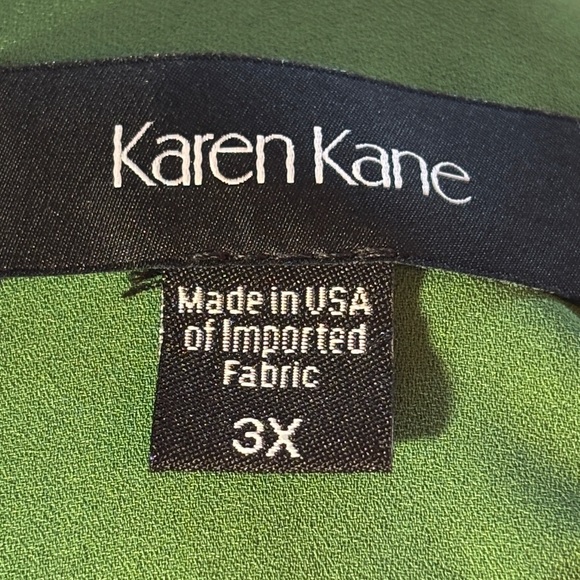 Karen Kane
Made in USA
of Imported
Fabric
3X